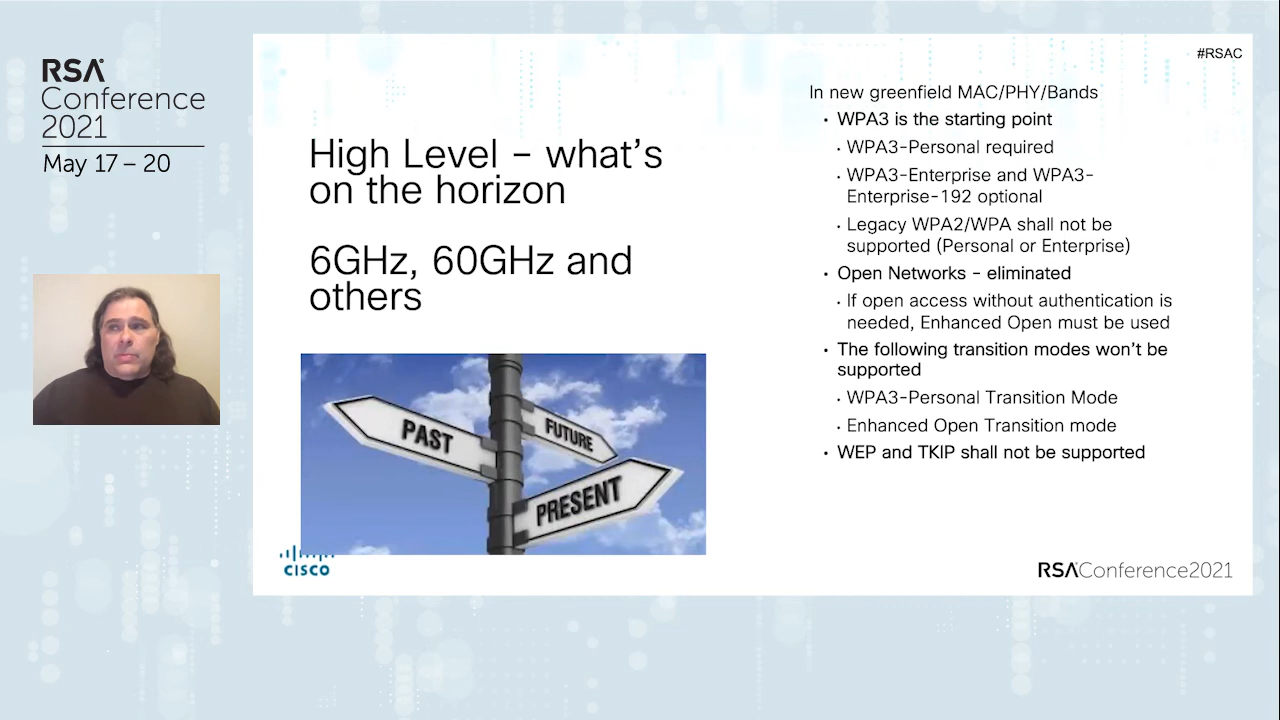 RSA
Conference
2021
May 17 – 20
#RSAC
High Level – what's
on the horizon
6GHz, 60GHz and
others
PAST
FUTURE
PRESENT
CISCO
In new greenfield MAC/PHY/Bands
• WPA3 is the starting point
• WPA3-Personal required
• WPA3-Enterprise and WPA3-
Enterprise-192 optional
• Legacy WPA2/WPA shall not be
supported (Personal or Enterprise)
• Open Networks – eliminated
• If open access without authentication is
needed, Enhanced Open must be used
• The following transition modes won't be
supported
• WPA3-Personal Transition Mode
• Enhanced Open Transition mode
• WEP and TKIP shall not be supported
RSAConference2021